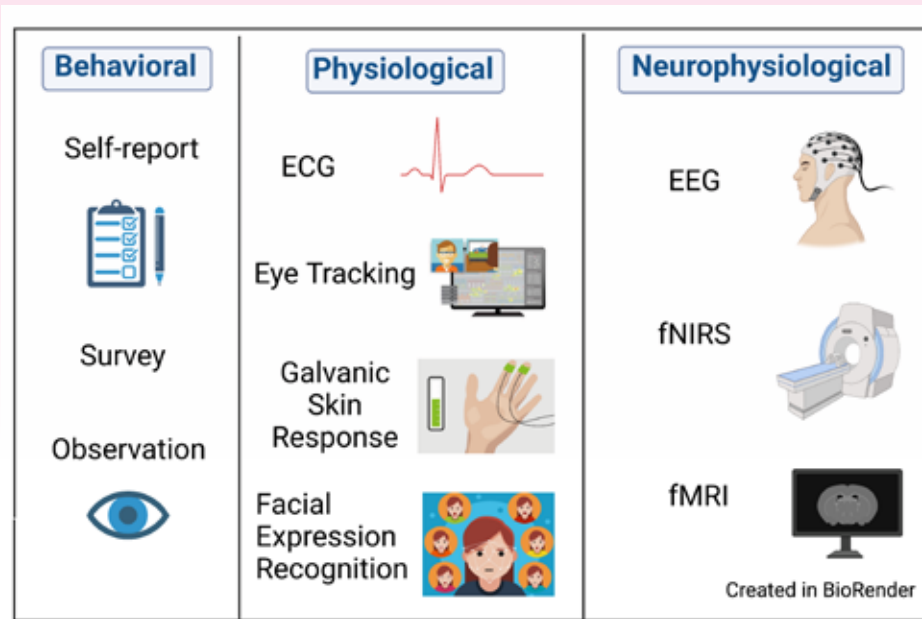 Behavioral
Self-report
Survey
Observation
Physiological
ECG
Eye Tracking
Galvanic
Skin
Response
Facial
Expression
Recognition
Neurophysiological
EEG
fNIRS
fMRI
Created in BioRender